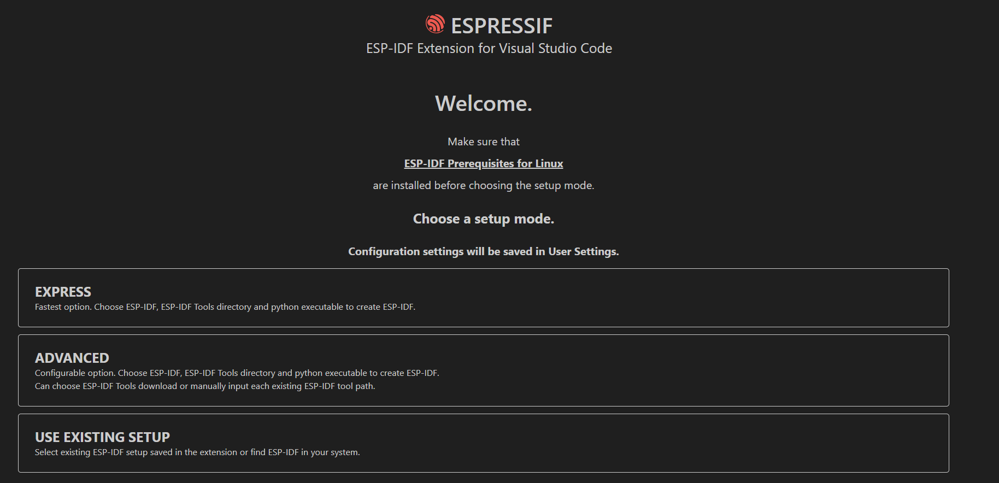 ESPRESSIF
ESP-IDF Extension for Visual Studio Code
Welcome.
Make sure that
ESP-IDF Prerequisites for Linux
are installed before choosing the setup mode.
Choose a setup mode.
Configuration settings will be saved in User Settings.
EXPRESS
Fastest option. Choose ESP-IDF, ESP-IDF Tools directory and python executable to create ESP-IDF.
ADVANCED
Configurable option. Choose ESP-IDF, ESP-IDF Tools directory and python executable to create ESP-IDF.
Can choose ESP-IDF Tools download or manually input each existing ESP-IDF tool path.
USE EXISTING SETUP
Select existing ESP-IDF setup saved in the extension or find ESP-IDF in your system.